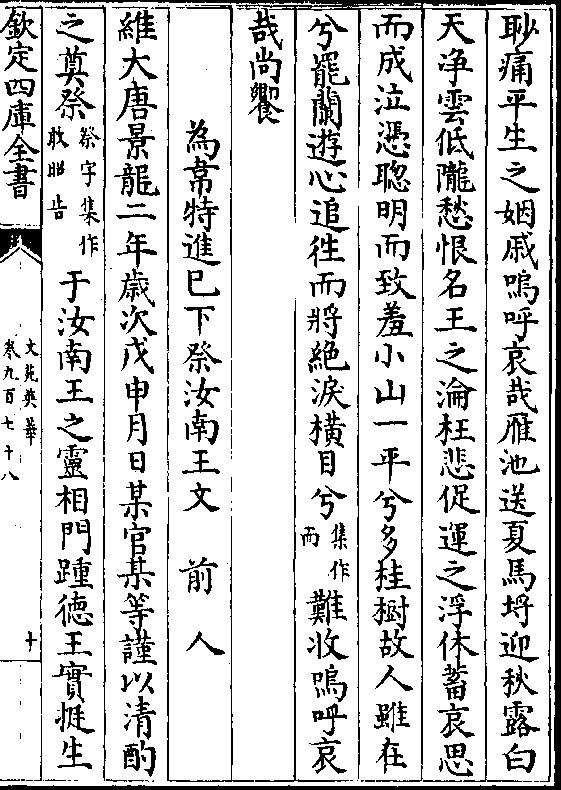 眇痛平生之姻戚嗚呼哀哉雁池送夏馬埒迎秋露白
天浄雲低隴愁恨名王之淪枉悲促運之浮休蓄哀思
而成泣憑聰明而致羞小山一平兮多桂樹故人雖在
兮罷蘭遊心追徃而將絶淚橫目兮集作而難收嗚呼哀
哉尚饗
為韋特進已下祭汝南王文 前人
維大唐景龍二年歲次戊申月日某官某等謹以清酌
之奠祭祭字集作敢昭告于汝南王之靈相門踵徳王實挺生
欽定四庫全書
文苑英華
卷九百七十八
十